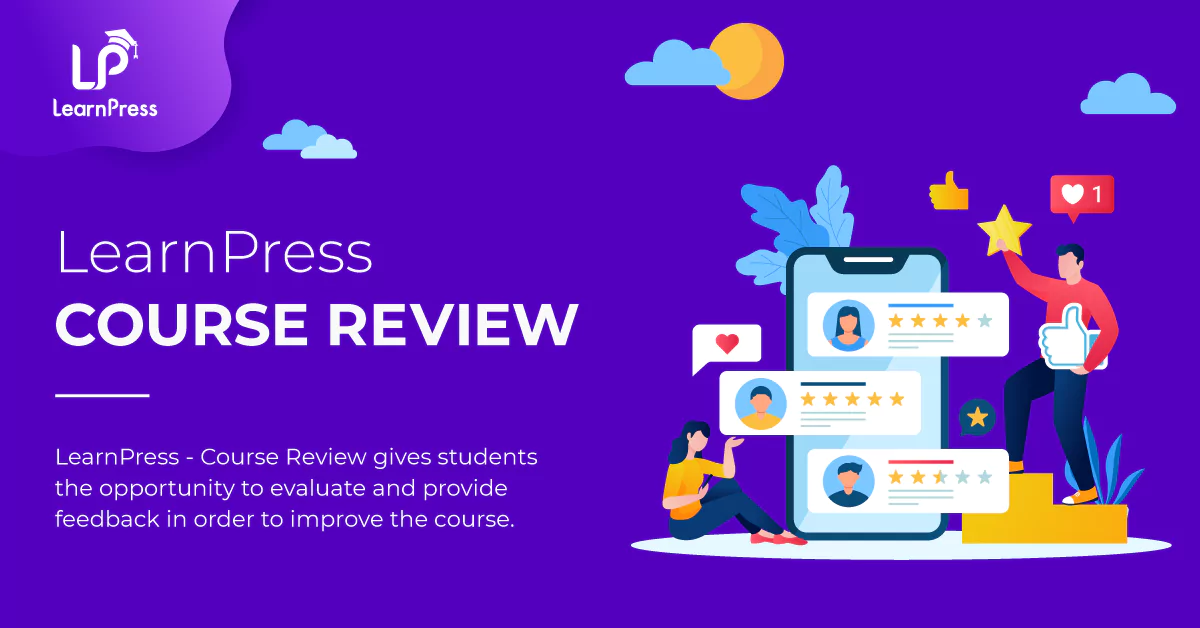 LearnPress
LearnPress
COURSE REVIEW
LearnPress - Course Review gives students
the opportunity to evaluate and provide
feedback in order to improve the course.
1